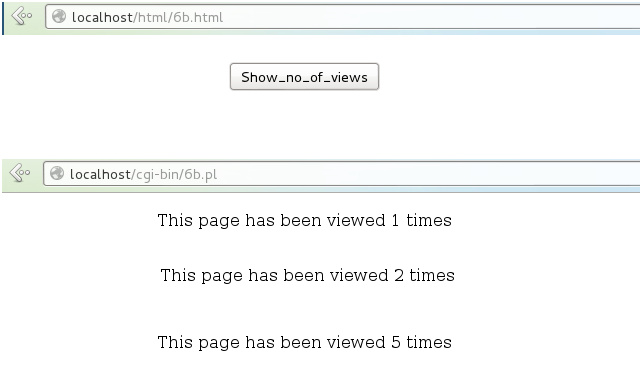 localhost/html/6b.html
Show_no_of_views
localhost/cgi-bin/6b.pl
This page has been viewed 1 times
This page has been viewed 2 times
This page has been viewed 5 times